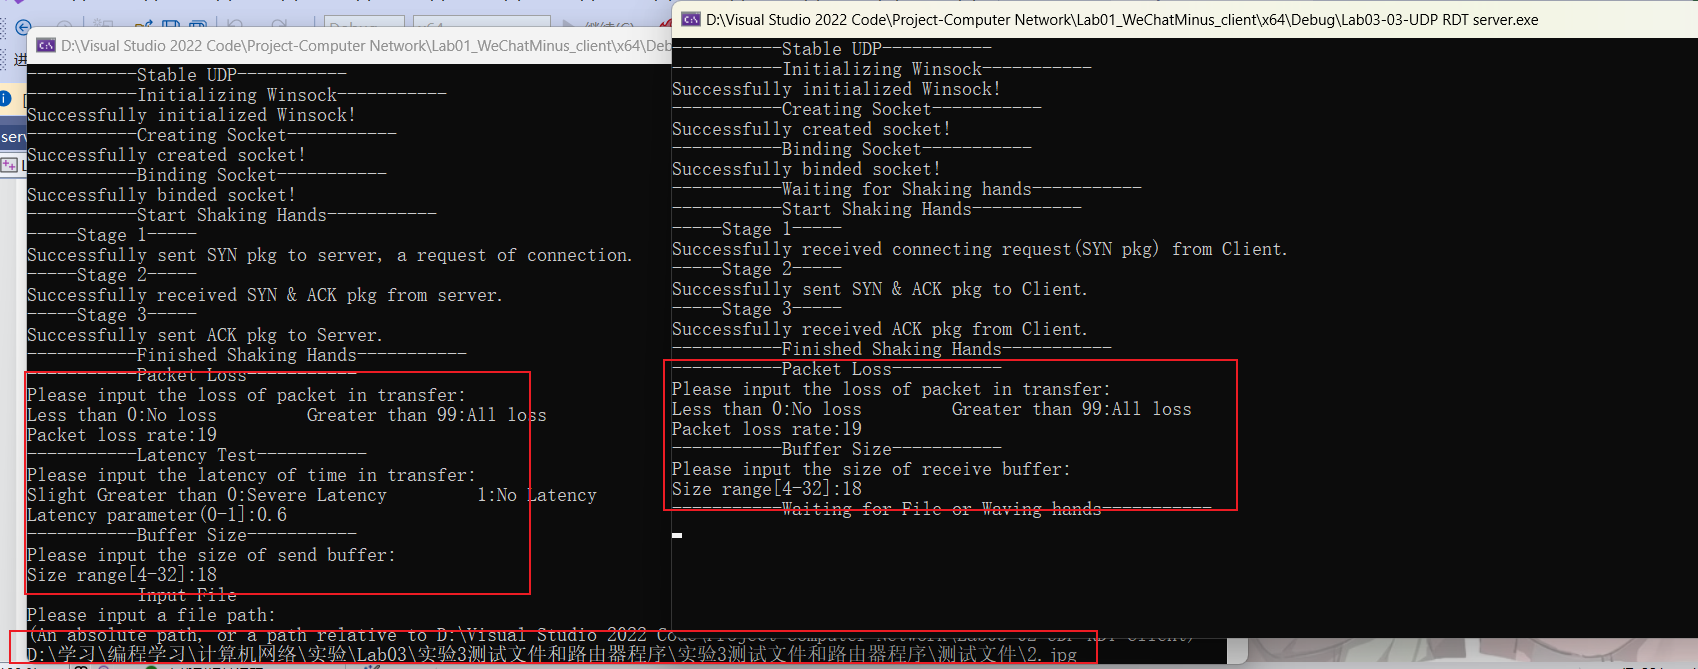 D:\Visual Studio 2022 Code\Project-Computer Network\Lab01_WeChatMinus_client\x64\Deb
-----------Stable UDP-----------
-----------Initializing Winsock-----------
Successfully initialized Winsock!
-----------Creating Socket-----------
Successfully created socket!
-----------Binding Socket-----------
Successfully binded socket!
-----------Start Shaking Hands-----------
-----Stage 1-----
Successfully sent SYN pkg to server, a request of connection.
-----Stage 2-----
Successfully received SYN & ACK pkg from server.
-----Stage 3-----
Successfully sent ACK pkg to Server.
-----------Finished Shaking Hands-----------
-----------Packet Loss-----------
Please input the loss of packet in transfer:
Less than 0:No loss         Greater than 99:All loss
Packet loss rate:19
-----------Latency Test-----------
Please input the latency of time in transfer:
Slight Greater than 0:Severe Latency         1:No Latency
Latency parameter(0-1]:0.6
-----------Buffer Size-----------
Please input the size of send buffer:
Size range[4-32]:18
Input File
Please input a file path:
(An absolute path, or a path relative to D:\Visual Studio 2022 Code\Project-Computer Network\Lab03-02-UDP RDT Client)
D:\学习\编程学习\计算机网络\实验\Lab03\实验3测试文件和路由器程序\实验3测试文件和路由器程序\测试文件\2.jpg
D:\Visual Studio 2022 Code\Project-Computer Network\Lab01_WeChatMinus_client\x64\Debug\Lab03-03-UDP RDT server.exe
-----------Stable UDP-----------
-----------Initializing Winsock-----------
Successfully initialized Winsock!
-----------Creating Socket-----------
Successfully created socket!
-----------Binding Socket-----------
Successfully binded socket!
-----------Waiting for Shaking hands-----------
-----------Start Shaking Hands-----------
-----Stage 1-----
Successfully received connecting request(SYN pkg) from Client.
-----Stage 2-----
Successfully sent SYN & ACK pkg to Client.
-----Stage 3-----
Successfully received ACK pkg from Client.
-----------Finished Shaking Hands-----------
-----------Packet Loss-----------
Please input the loss of packet in transfer:
Less than 0:No loss         Greater than 99:All loss
Packet loss rate:19
-----------Buffer Size-----------
Please input the size of receive buffer:
Size range[4-32]:18
-----------Waiting for File or Waving hands-----------